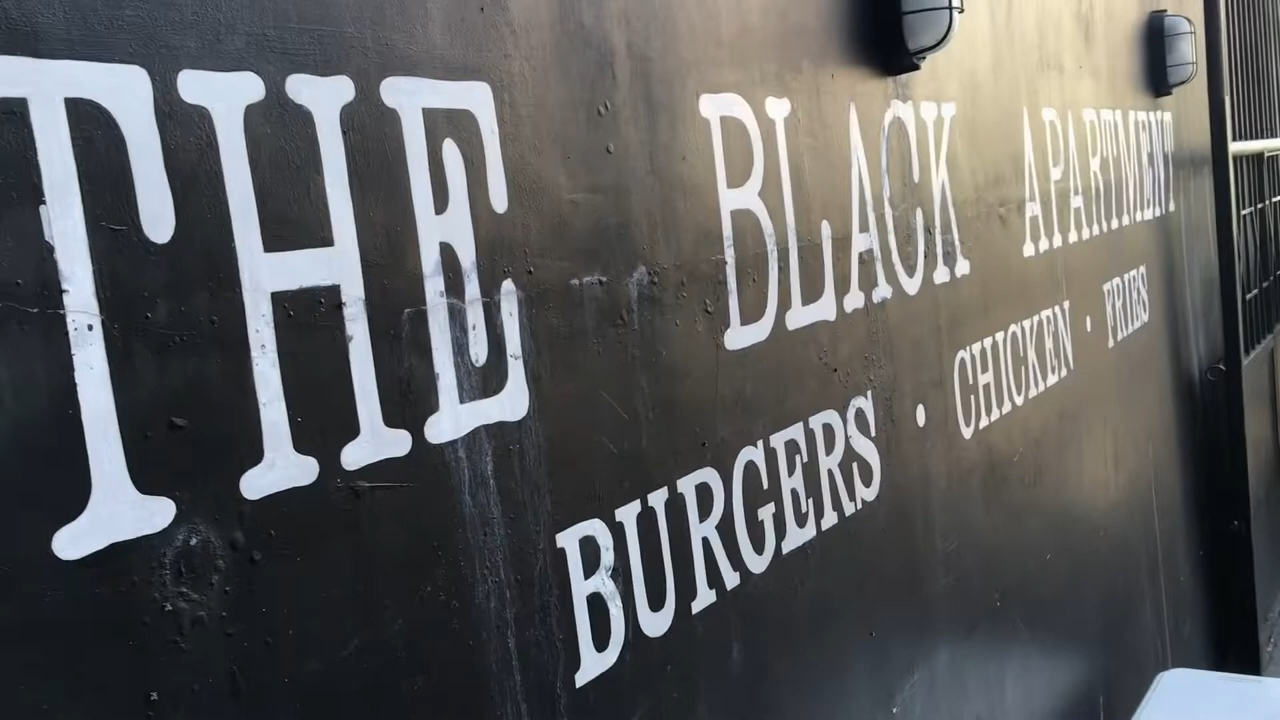 THE BLACK APARTMENT
BURGERS • CHICKEN • FRIES